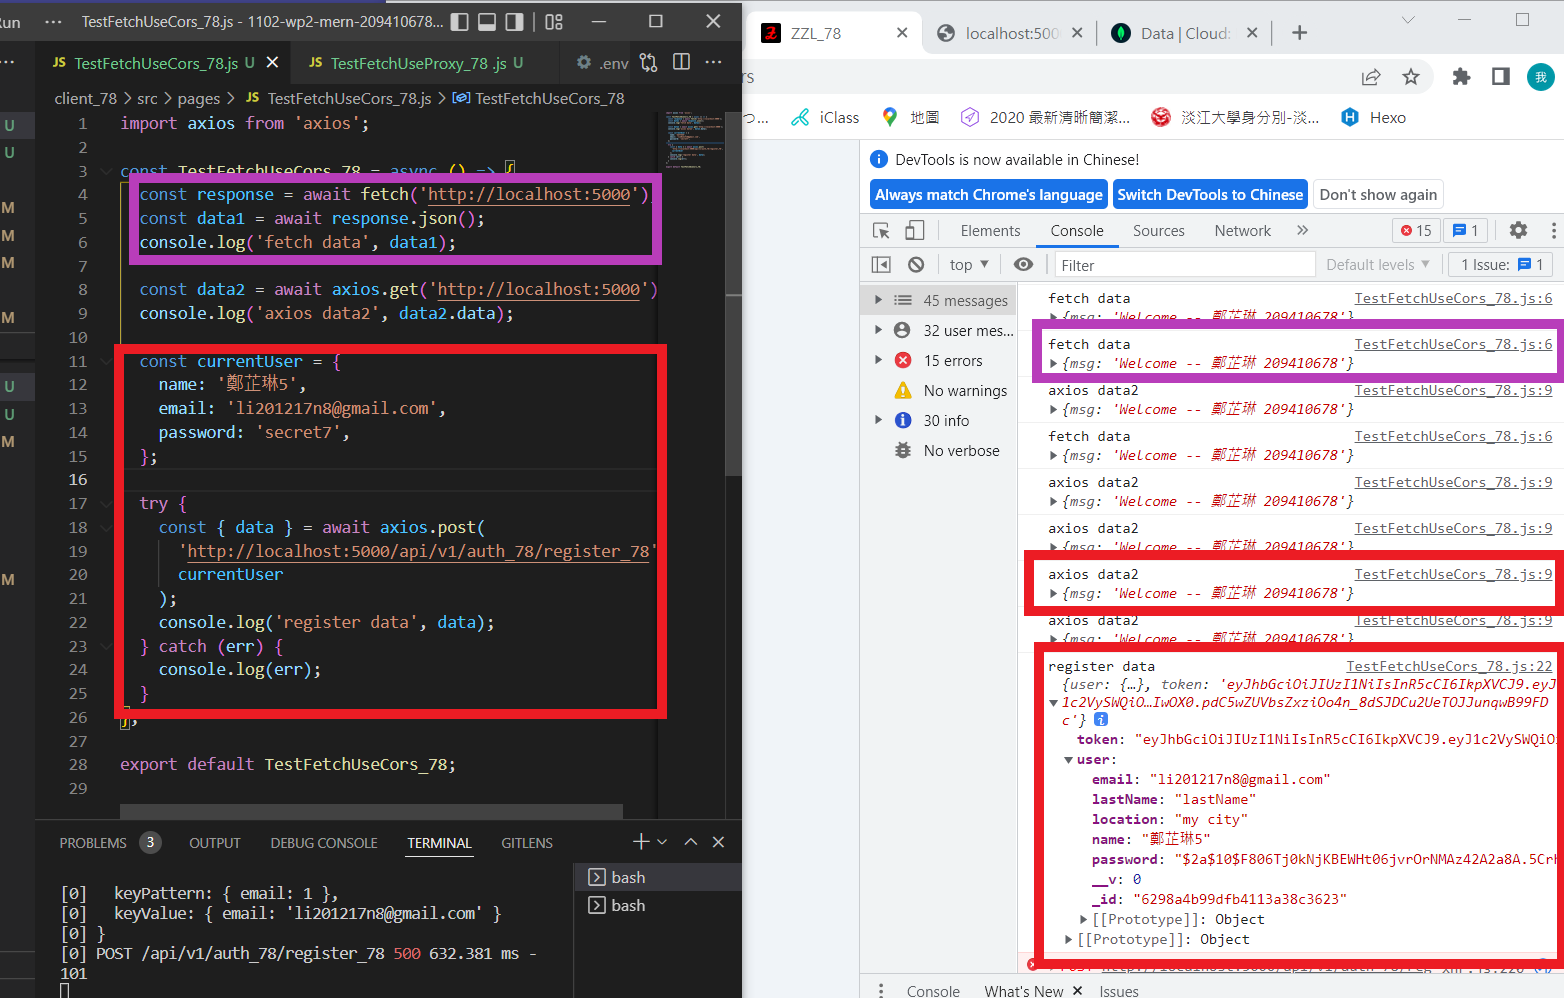 Run
TestFetchUseCors_78.js - 1102-wp2-mern-209410678...
TestFetchUseCors_78.js U
TestFetchUseProxy_78 .js U
.env
client_78 > src > pages > JS TestFetchUseCors_78.js > TestFetchUseCors_78
1 import axios from 'axios';
2
3 const TestFetchUseCors_78 = async () => {
4 const response = await fetch('http://localhost:5000')
5 const data1 = await response.json();
6 console.log('fetch data', data1);
7
8 const data2 = await axios.get('http://localhost:5000')
9 console.log('axios data2', data2.data);
10
11 const currentUser = {
12 name: '鄭芷琳5',
13 email: 'li201217n8@gmail.com',
14 password: 'secret7',
15 };
16
17 try {
18 const { data } = await axios.post(
19 'http://localhost:5000/api/v1/auth_78/register_78'
20 currentUser
21 );
22 console.log('register data', data);
23 } catch (err) {
24 console.log(err);
25 }
26 };
27
28 export default TestFetchUseCors_78;
29
PROBLEMS 3 OUTPUT DEBUG CONSOLE TERMINAL GITLENS
[0] keyPattern: { email: 1 },
[0] keyValue: { email: 'li201217n8@gmail.com' }
[0] }
[0] POST /api/v1/auth_78/register_78 500 632.381 ms -
101
bash
bash
ZZL_78
localhost:500
Data | Cloud:
rs
我
つ...
iClass
地圖
2020 最新清晰簡潔...
淡江大學身分別-淡...
Hexo
DevTools is now available in Chinese!
Always match Chrome's language
Switch DevTools to Chinese
Don't show again
Elements Console Sources Network 15 1
top Filter Default levels 1 Issue: 1
45 messages
32 user mes...
15 errors
No warnings
30 info
No verbose
fetch data TestFetchUseCors_78.js:6
{msg: 'Welcome -- 鄭芷琳 209410678'}
fetch data TestFetchUseCors_78.js:6
{msg: 'Welcome -- 鄭芷琳 209410678'}
axios data2 TestFetchUseCors_78.js:9
{msg: 'Welcome -- 鄭芷琳 209410678'}
fetch data TestFetchUseCors_78.js:6
{msg: 'Welcome -- 鄭芷琳 209410678'}
axios data2 TestFetchUseCors_78.js:9
{msg: 'Welcome -- 鄭芷琳 209410678'}
axios data2 TestFetchUseCors_78.js:9
{msg: 'Welcome -- 鄭芷琳 209410678'}
axios data2 TestFetchUseCors_78.js:9
{msg: 'Welcome -- 鄭芷琳 209410678'}
axios data2 TestFetchUseCors_78.js:9
{msg: 'Welcome -- 鄭芷琳 209410678'}
register data TestFetchUseCors_78.js:22
{user: {…}, token: 'eyJhbGciOiJIUzI1NiIsInR5cCI6IkpXVCJ9.eyJ
1c2VySWQiO…IwOX0.pdC5wZUVbsZxziOo4n_8dSJDCu2UeTOJJunqwB99FD
c'}
token: "eyJhbGciOiJIUzI1NiIsInR5cCI6IkpXVCJ9.eyJ1c2VySWQiOi
user:
email: "li201217n8@gmail.com"
lastName: "lastName"
location: "my city"
name: "鄭芷琳5"
password: "$2a$10$F806Tj0kNjKBEWHt06jvrOrNMAz42A2a8A.5Crh
__v: 0
_id: "6298a4b99dfb4113a38c3623"
[[Prototype]]: Object
[[Prototype]]: Object
Console What's New Issues